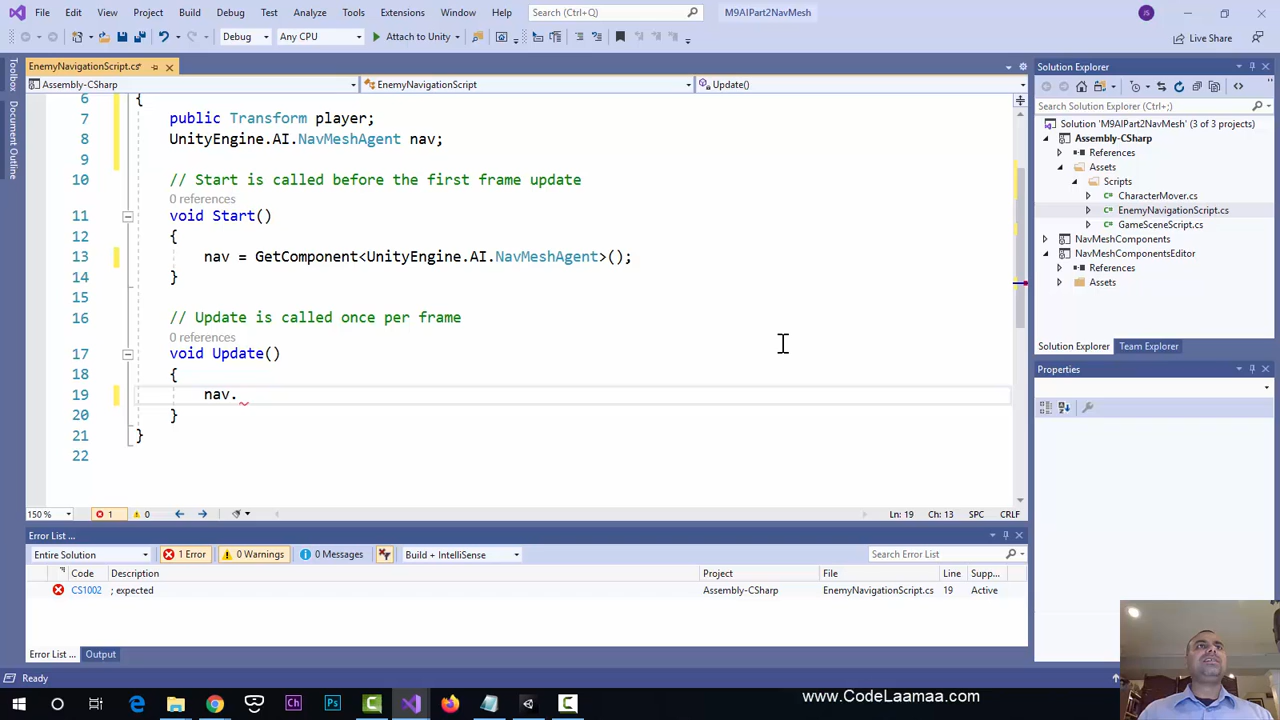 File Edit View Project Build Debug Test Analyze Tools Extensions Window Help Search (Ctrl+Q) M9AIPart2NavMesh JS
Debug Any CPU Attach to Unity Live Share
EnemyNavigationScript.cs*
Assembly-CSharp EnemyNavigationScript Update()
Toolbox
Document Outline
6 {
7 public Transform player;
8 UnityEngine.AI.NavMeshAgent nav;
9
10 // Start is called before the first frame update
0 references
11 void Start()
12 {
13 nav = GetComponent<UnityEngine.AI.NavMeshAgent>();
14 }
15
16 // Update is called once per frame
0 references
17 void Update()
18 {
19 nav.
20 }
21 }
22
150 % 1 0 Ln: 19 Ch: 13 SPC CRLF
Error List ...
Entire Solution 1 Error 0 Warnings 0 Messages Build + IntelliSense Search Error List
Code Description Project File Line Supp...
CS1002 ; expected Assembly-CSharp EnemyNavigationScript.cs 19 Active
Error List ... Output
Ready
Solution Explorer
Search Solution Explorer (Ctrl+;)
Solution 'M9AIPart2NavMesh' (3 of 3 projects)
Assembly-CSharp
References
Assets
Scripts
CharacterMover.cs
EnemyNavigationScript.cs
GameSceneScript.cs
NavMeshComponents
NavMeshComponentsEditor
References
Assets
Solution Explorer Team Explorer
Properties
Ch Ps
www.CodeLaamaa.com